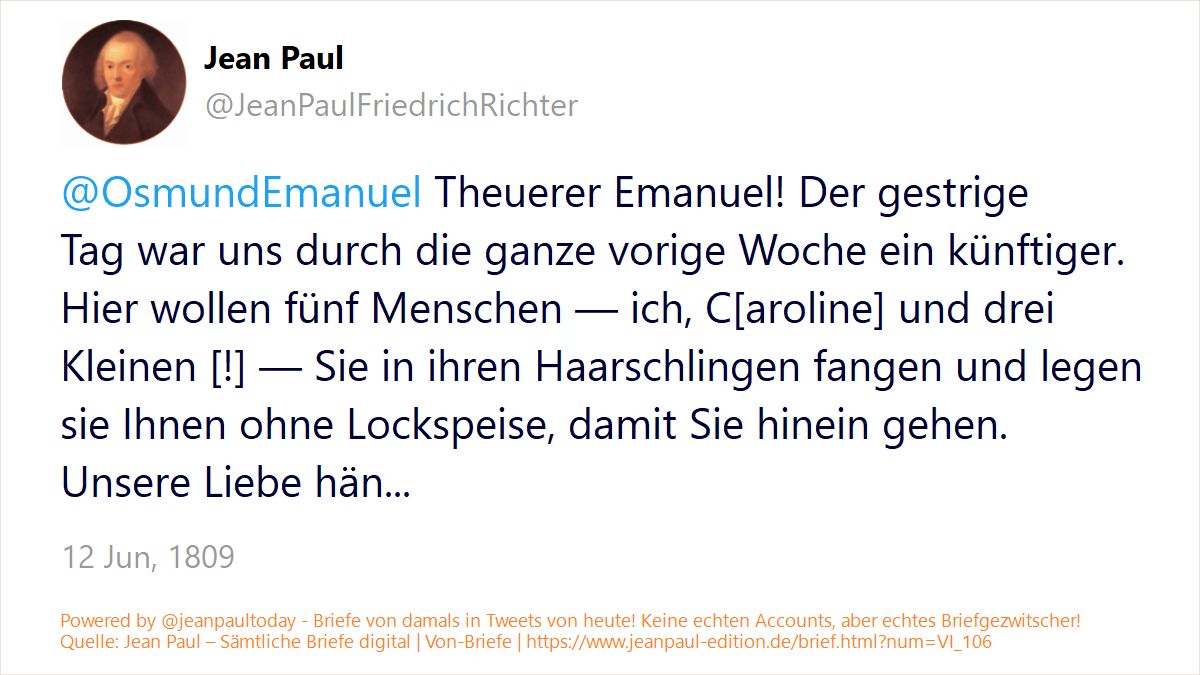 Jean Paul
@JeanPaulFriedrichRichter
@OsmundEmanuel Theuerer Emanuel! Der gestrige
Tag war uns durch die ganze vorige Woche ein künftiger.
Hier wollen fünf Menschen — ich, C[aroline] und drei
Kleinen [!] — Sie in ihren Haarschlingen fangen und legen
sie Ihnen ohne Lockspeise, damit Sie hinein gehen.
Unsere Liebe hän...
12 Jun, 1809
Powered by @jeanpaultoday - Briefe von damals in Tweets von heute! Keine echten Accounts, aber echtes Briefgezwitscher!
Quelle: Jean Paul – Sämtliche Briefe digital | Von-Briefe | https://www.jeanpaul-edition.de/brief.html?num=VI_106